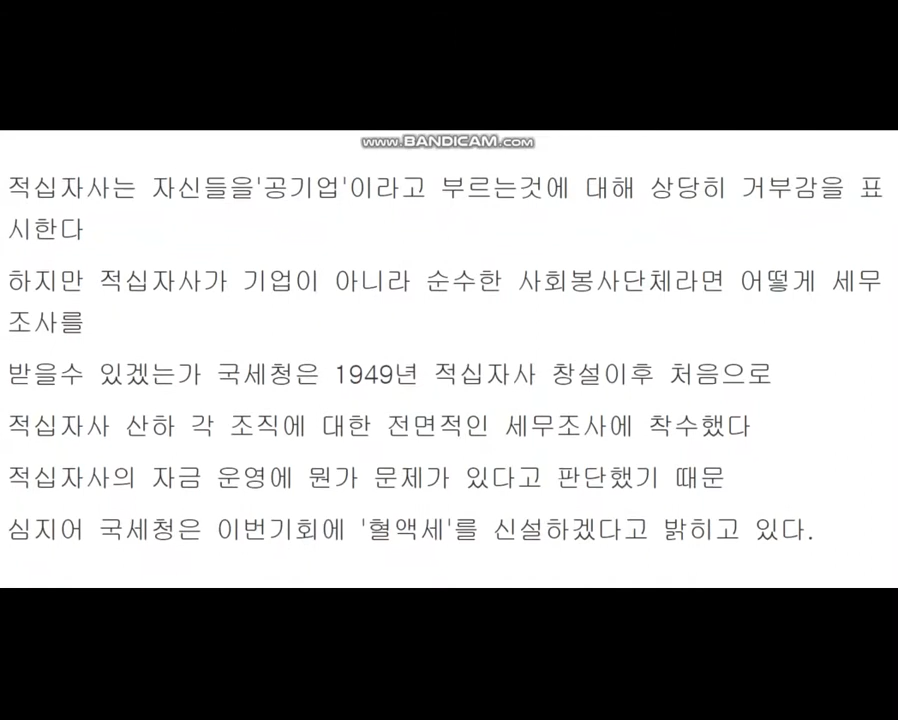 www.BANDICAM.com
적십자사는 자신들을'공기업'이라고 부르는것에 대해 상당히 거부감을 표
시한다
하지만 적십자사가 기업이 아니라 순수한 사회봉사단체라면 어떻게 세무
조사를
받을수 있겠는가 국세청은 1949년 적십자사 창설이후 처음으로
적십자사 산하 각 조직에 대한 전면적인 세무조사에 착수했다
적십자사의 자금 운영에 뭔가 문제가 있다고 판단했기 때문
심지어 국세청은 이번기회에 '혈액세'를 신설하겠다고 밝히고 있다.